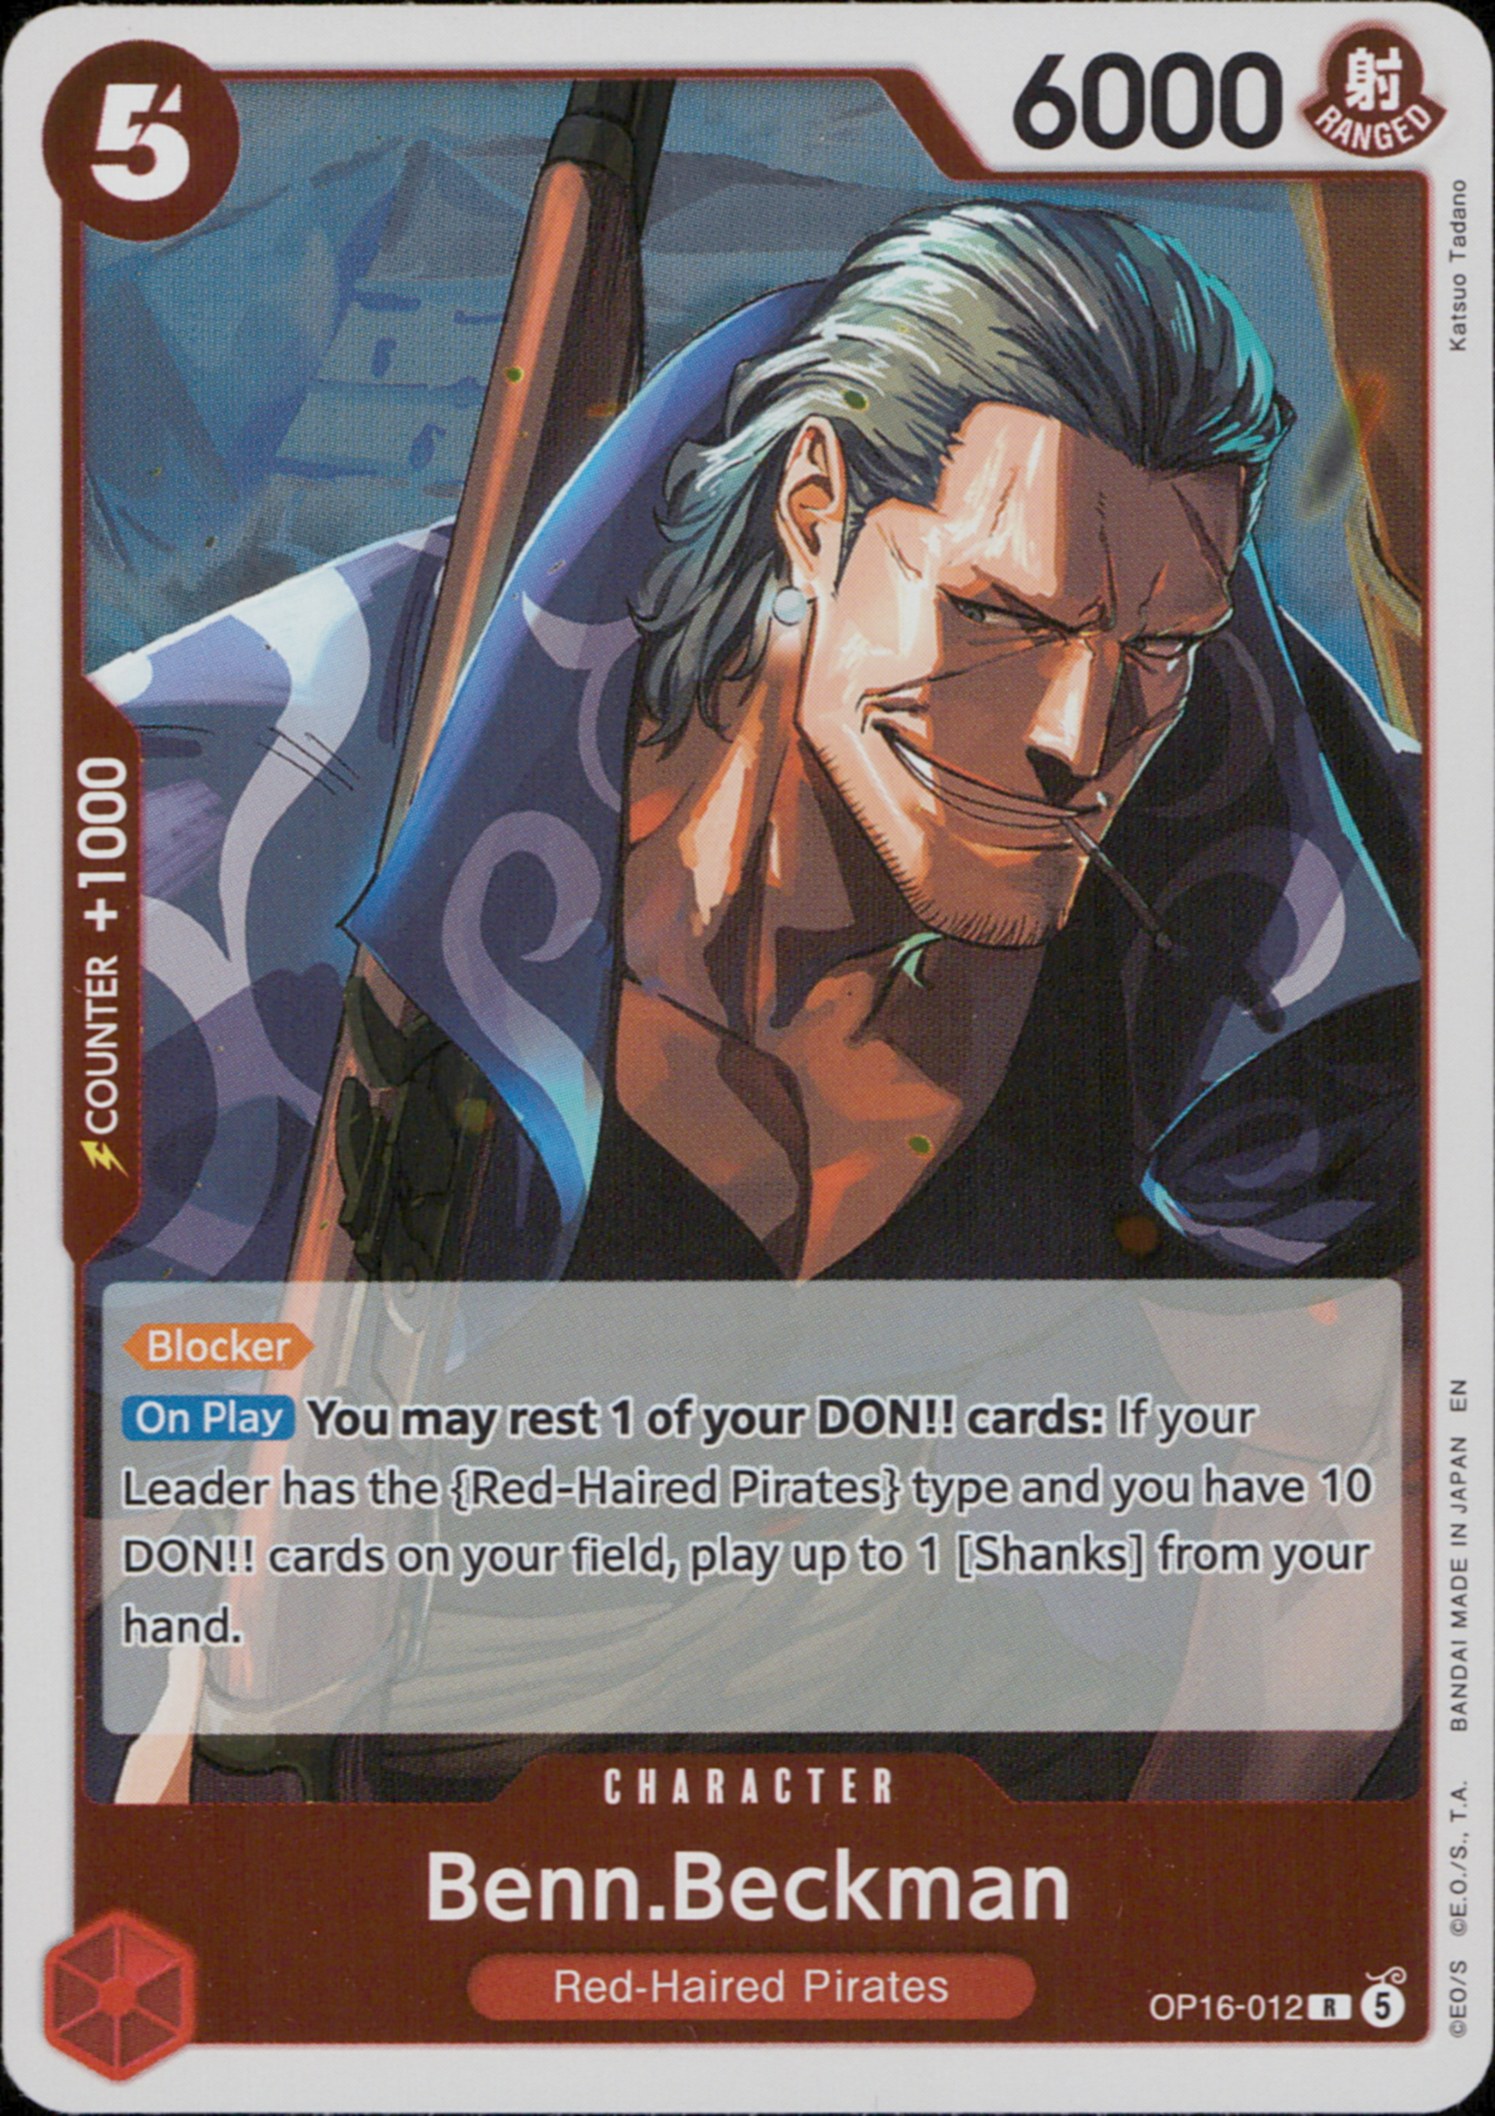 5
6000
射
RANGED
Katsuo Tadano
COUNTER +1000
Blocker
On Play You may rest 1 of your DON!! cards: If your
Leader has the {Red-Haired Pirates} type and you have 10
DON!! cards on your field, play up to 1 [Shanks] from your
hand.
CHARACTER
Benn.Beckman
Red-Haired Pirates
OP16-012 R 5
©EO/S ©E.O./S., T.A. BANDAI MADE IN JAPAN EN